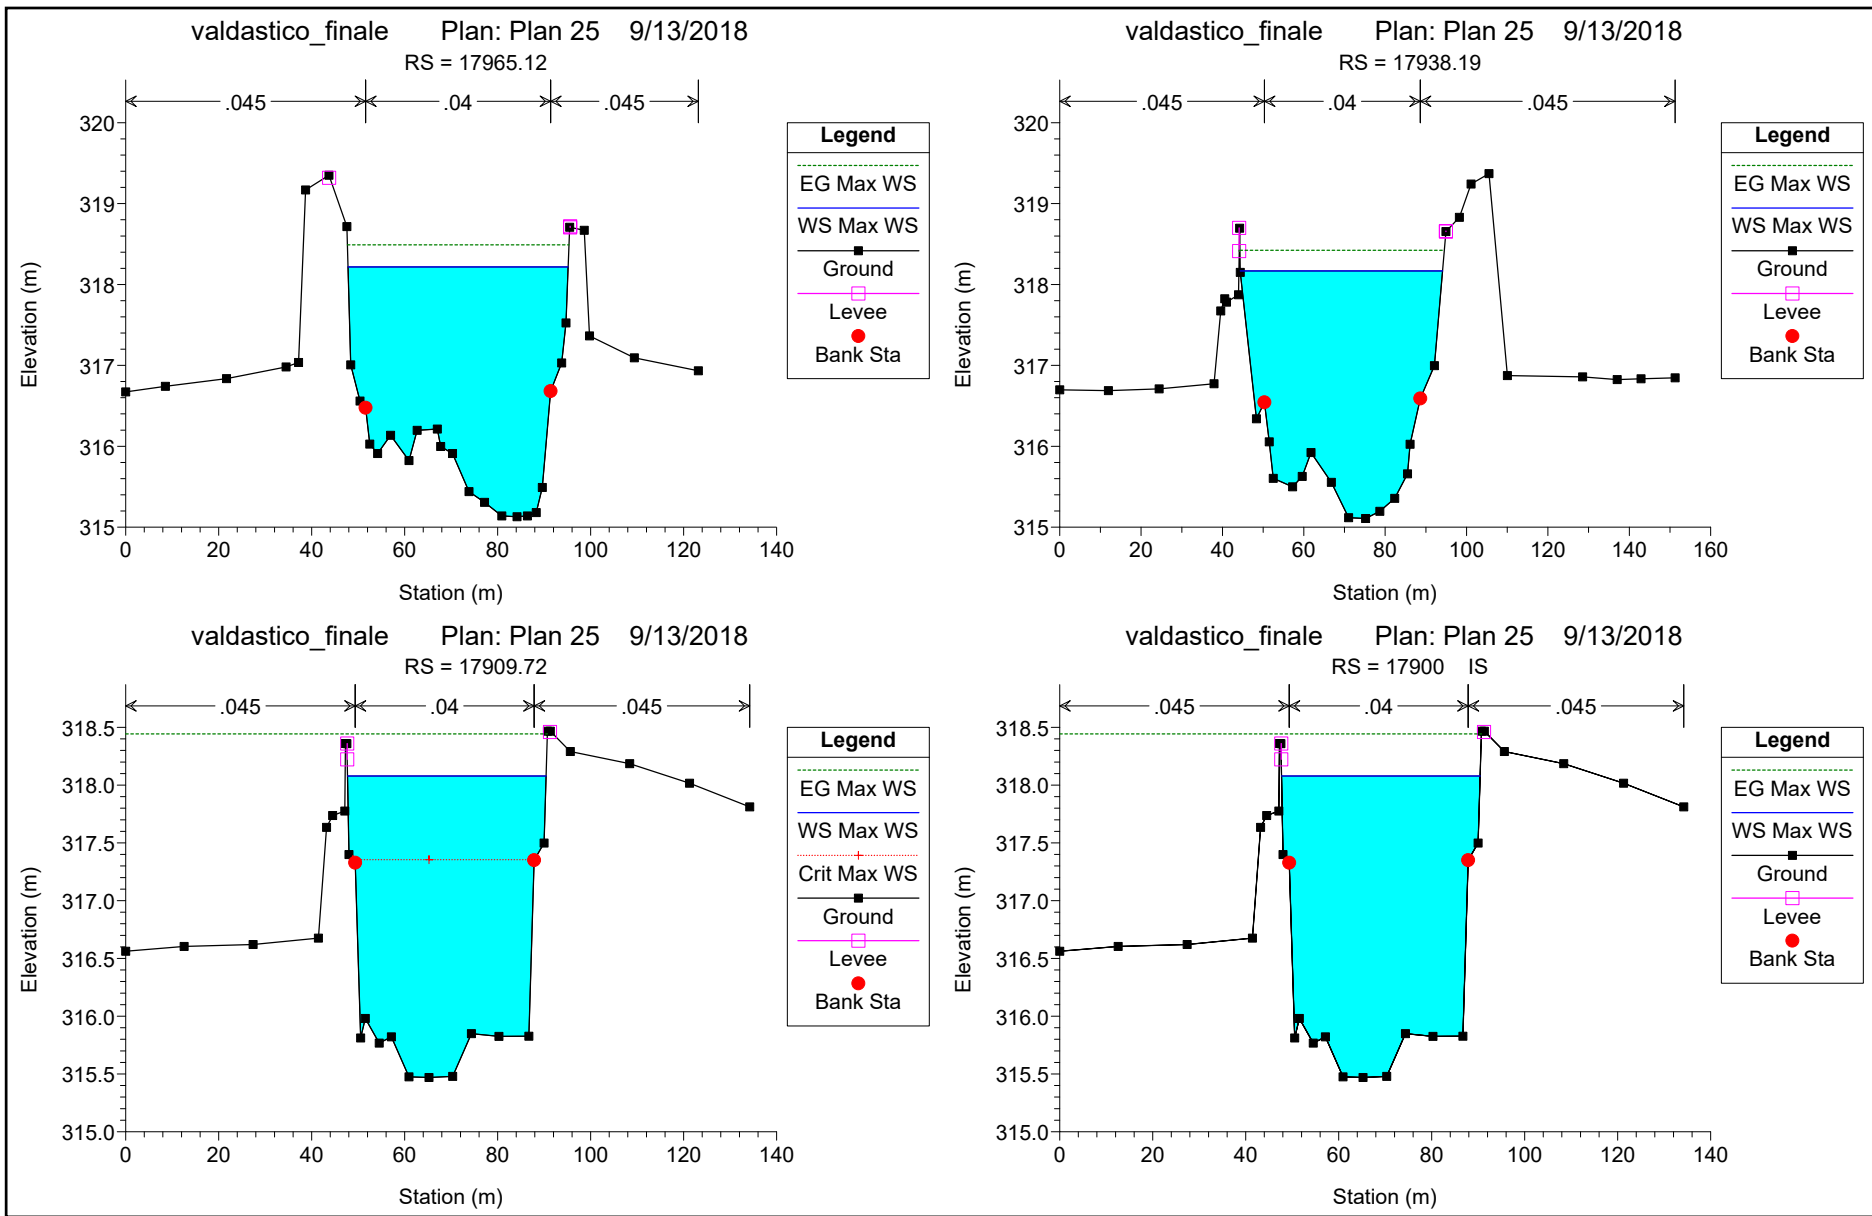 valdastico_finale Plan: Plan 25 9/13/2018
RS = 17965.12
.045 .04 .045
320
319
318
317
316
315
Elevation (m)
0 20 40 60 80 100 120 140
Station (m)
Legend
EG Max WS
WS Max WS
Ground
Levee
Bank Sta
valdastico_finale Plan: Plan 25 9/13/2018
RS = 17938.19
.045 .04 .045
320
319
318
317
316
315
Elevation (m)
0 20 40 60 80 100 120 140 160
Station (m)
Legend
EG Max WS
WS Max WS
Ground
Levee
Bank Sta
valdastico_finale Plan: Plan 25 9/13/2018
RS = 17909.72
.045 .04 .045
318.5
318.0
317.5
317.0
316.5
316.0
315.5
315.0
Elevation (m)
0 20 40 60 80 100 120 140
Station (m)
Legend
EG Max WS
WS Max WS
Crit Max WS
Ground
Levee
Bank Sta
valdastico_finale Plan: Plan 25 9/13/2018
RS = 17900 IS
.045 .04 .045
318.5
318.0
317.5
317.0
316.5
316.0
315.5
315.0
Elevation (m)
0 20 40 60 80 100 120 140
Station (m)
Legend
EG Max WS
WS Max WS
Ground
Levee
Bank Sta